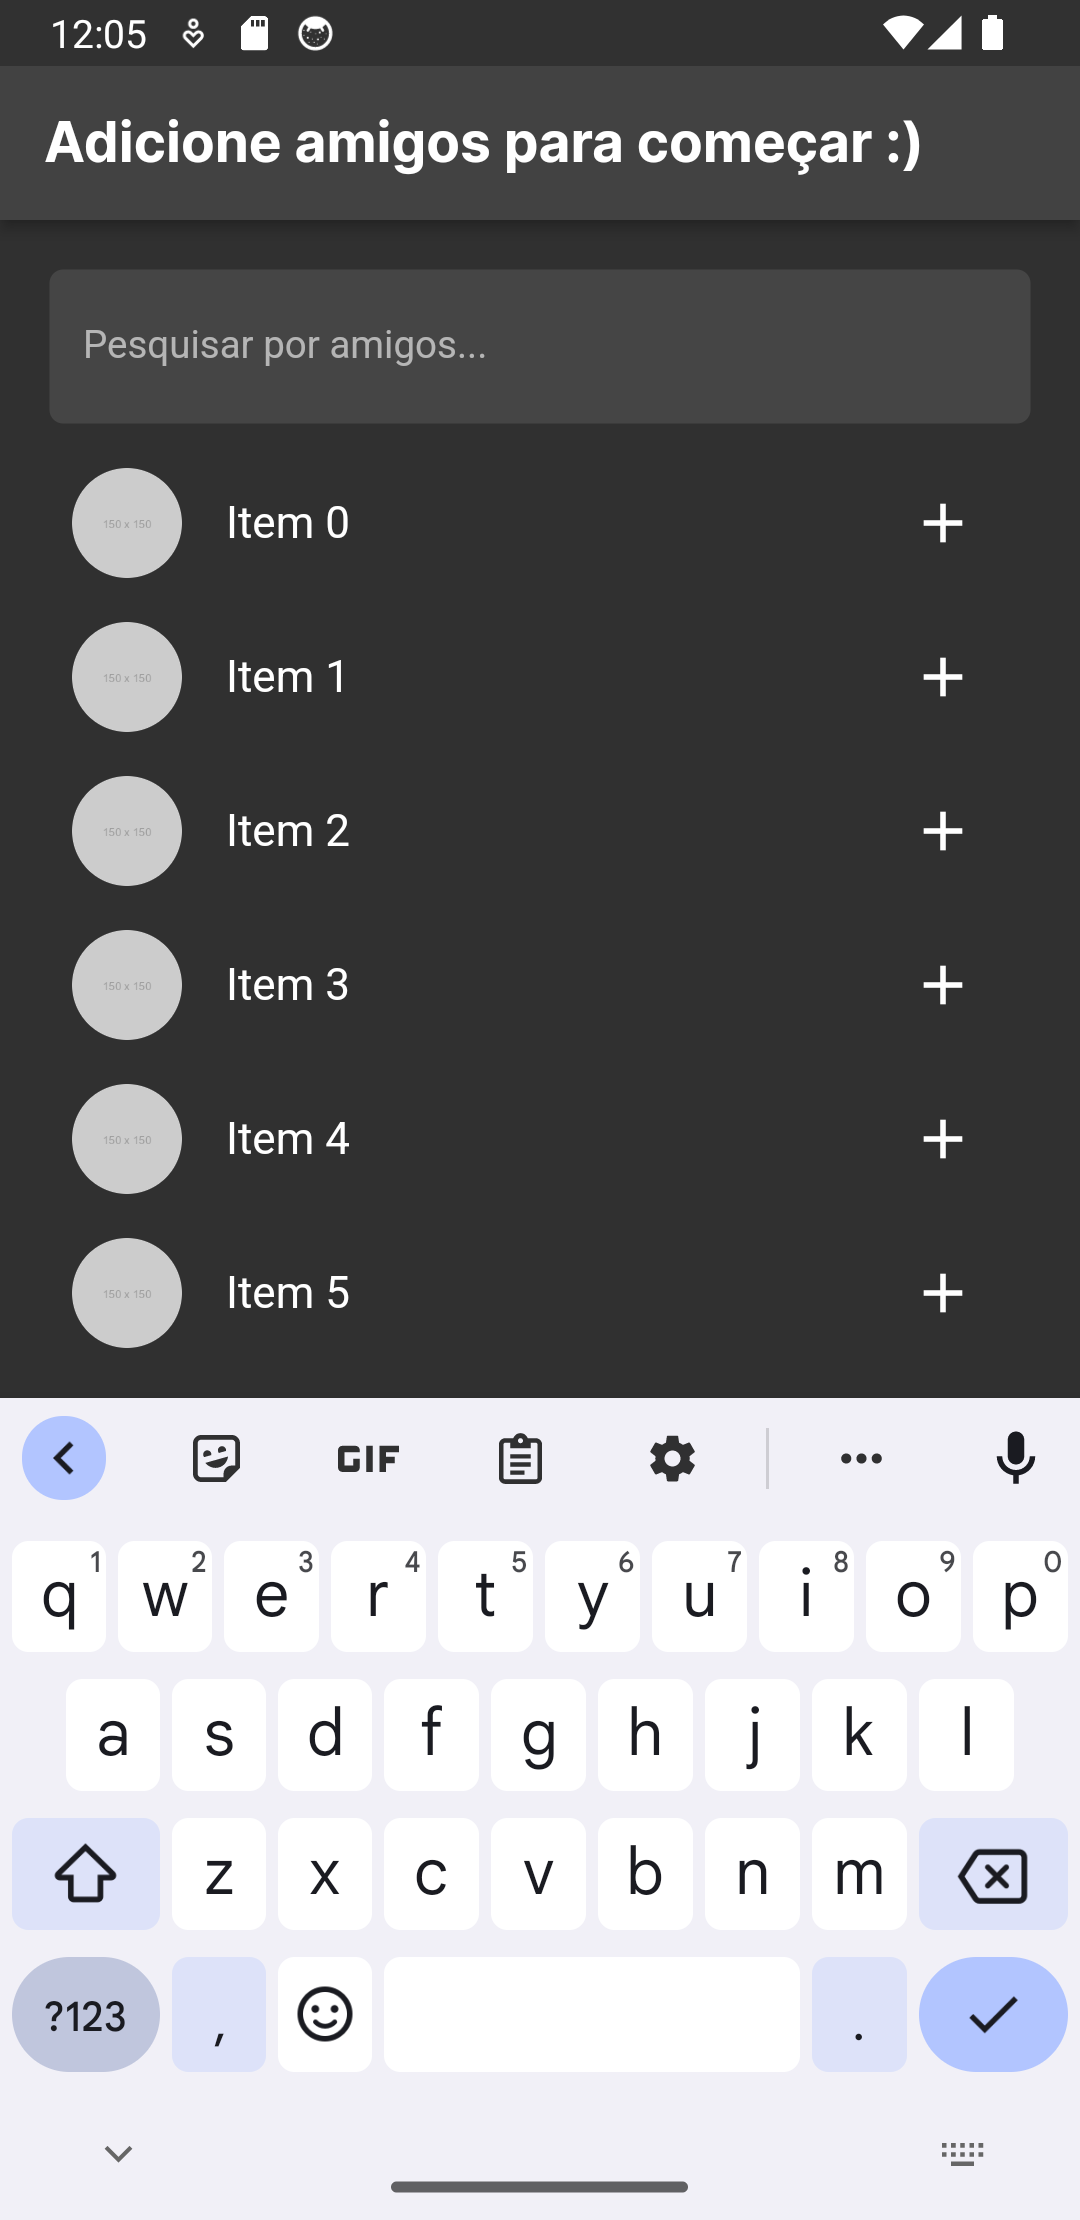 12:05
Adicione amigos para começar :)
Pesquisar por amigos...
150 x 150 Item 0
150 x 150 Item 1
150 x 150 Item 2
150 x 150 Item 3
150 x 150 Item 4
150 x 150 Item 5
GIF
q 1 w 2 e 3 r 4 t 5 y 6 u 7 i 8 o 9 p 0
a s d f g h j k l
z x c v b n m
?123 , .